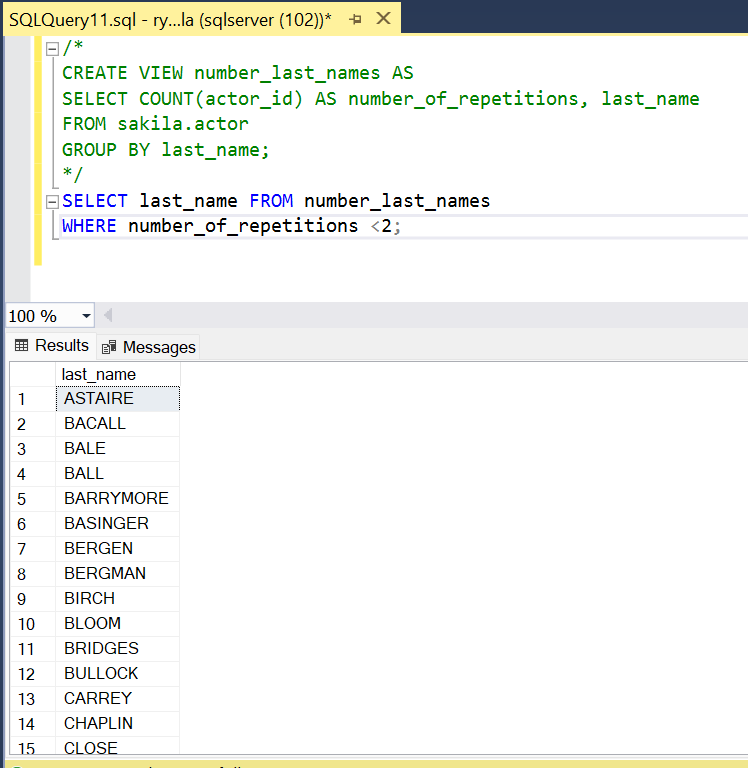 SQLQuery11.sql - ry...la (sqlserver (102))*
/*
CREATE VIEW number_last_names AS
SELECT COUNT(actor_id) AS number_of_repetitions, last_name
FROM sakila.actor
GROUP BY last_name;
*/
SELECT last_name FROM number_last_names
WHERE number_of_repetitions <2;
100 %
Results Messages
last_name
1 ASTAIRE
2 BACALL
3 BALE
4 BALL
5 BARRYMORE
6 BASINGER
7 BERGEN
8 BERGMAN
9 BIRCH
10 BLOOM
11 BRIDGES
12 BULLOCK
13 CARREY
14 CHAPLIN
15 CLOSE